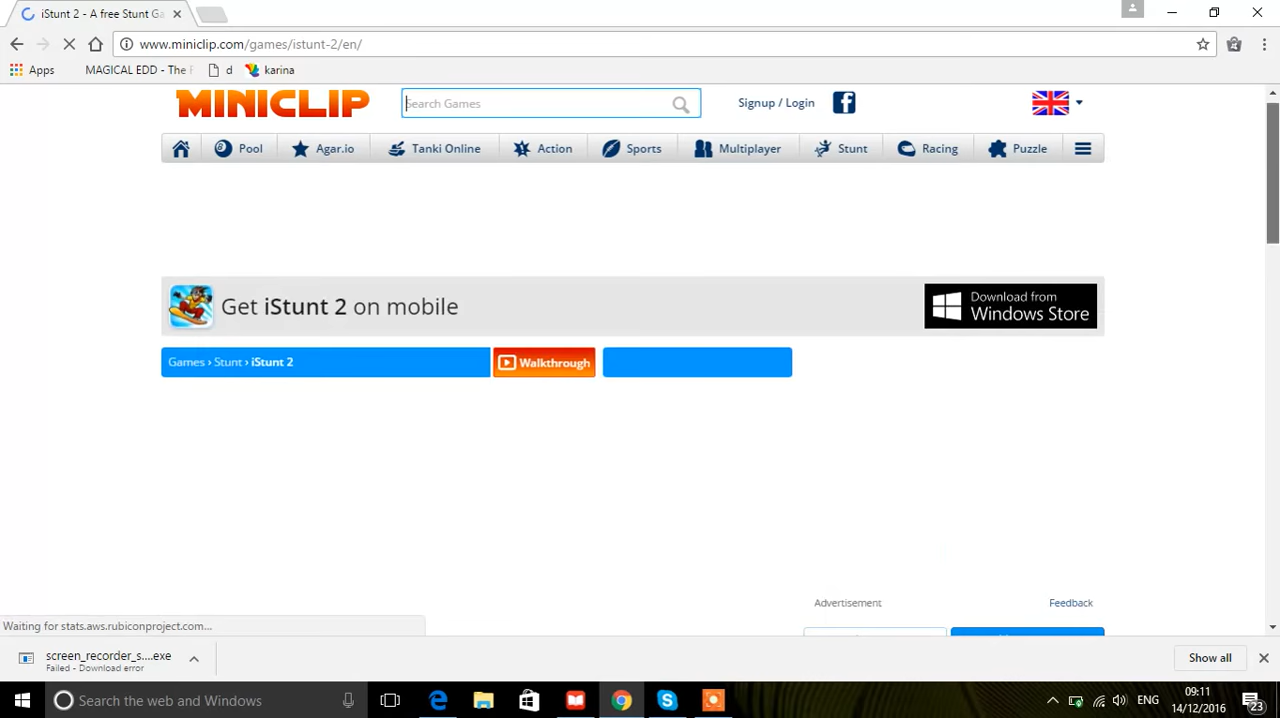 iStunt 2 - A free Stunt Ga
www.miniclip.com/games/istunt-2/en/
Apps
MAGICAL EDD - The F
d
karina
MINICLIP
Search Games
Signup / Login
Pool
Agar.io
Tanki Online
Action
Sports
Multiplayer
Stunt
Racing
Puzzle
Get iStunt 2 on mobile
Download from
Windows Store
Games › Stunt › iStunt 2
Walkthrough
Advertisement
Feedback
Waiting for stats.aws.rubiconproject.com...
screen_recorder_s....exe
Failed - Download error
Show all
Search the web and Windows
ENG
09:11
14/12/2016
23